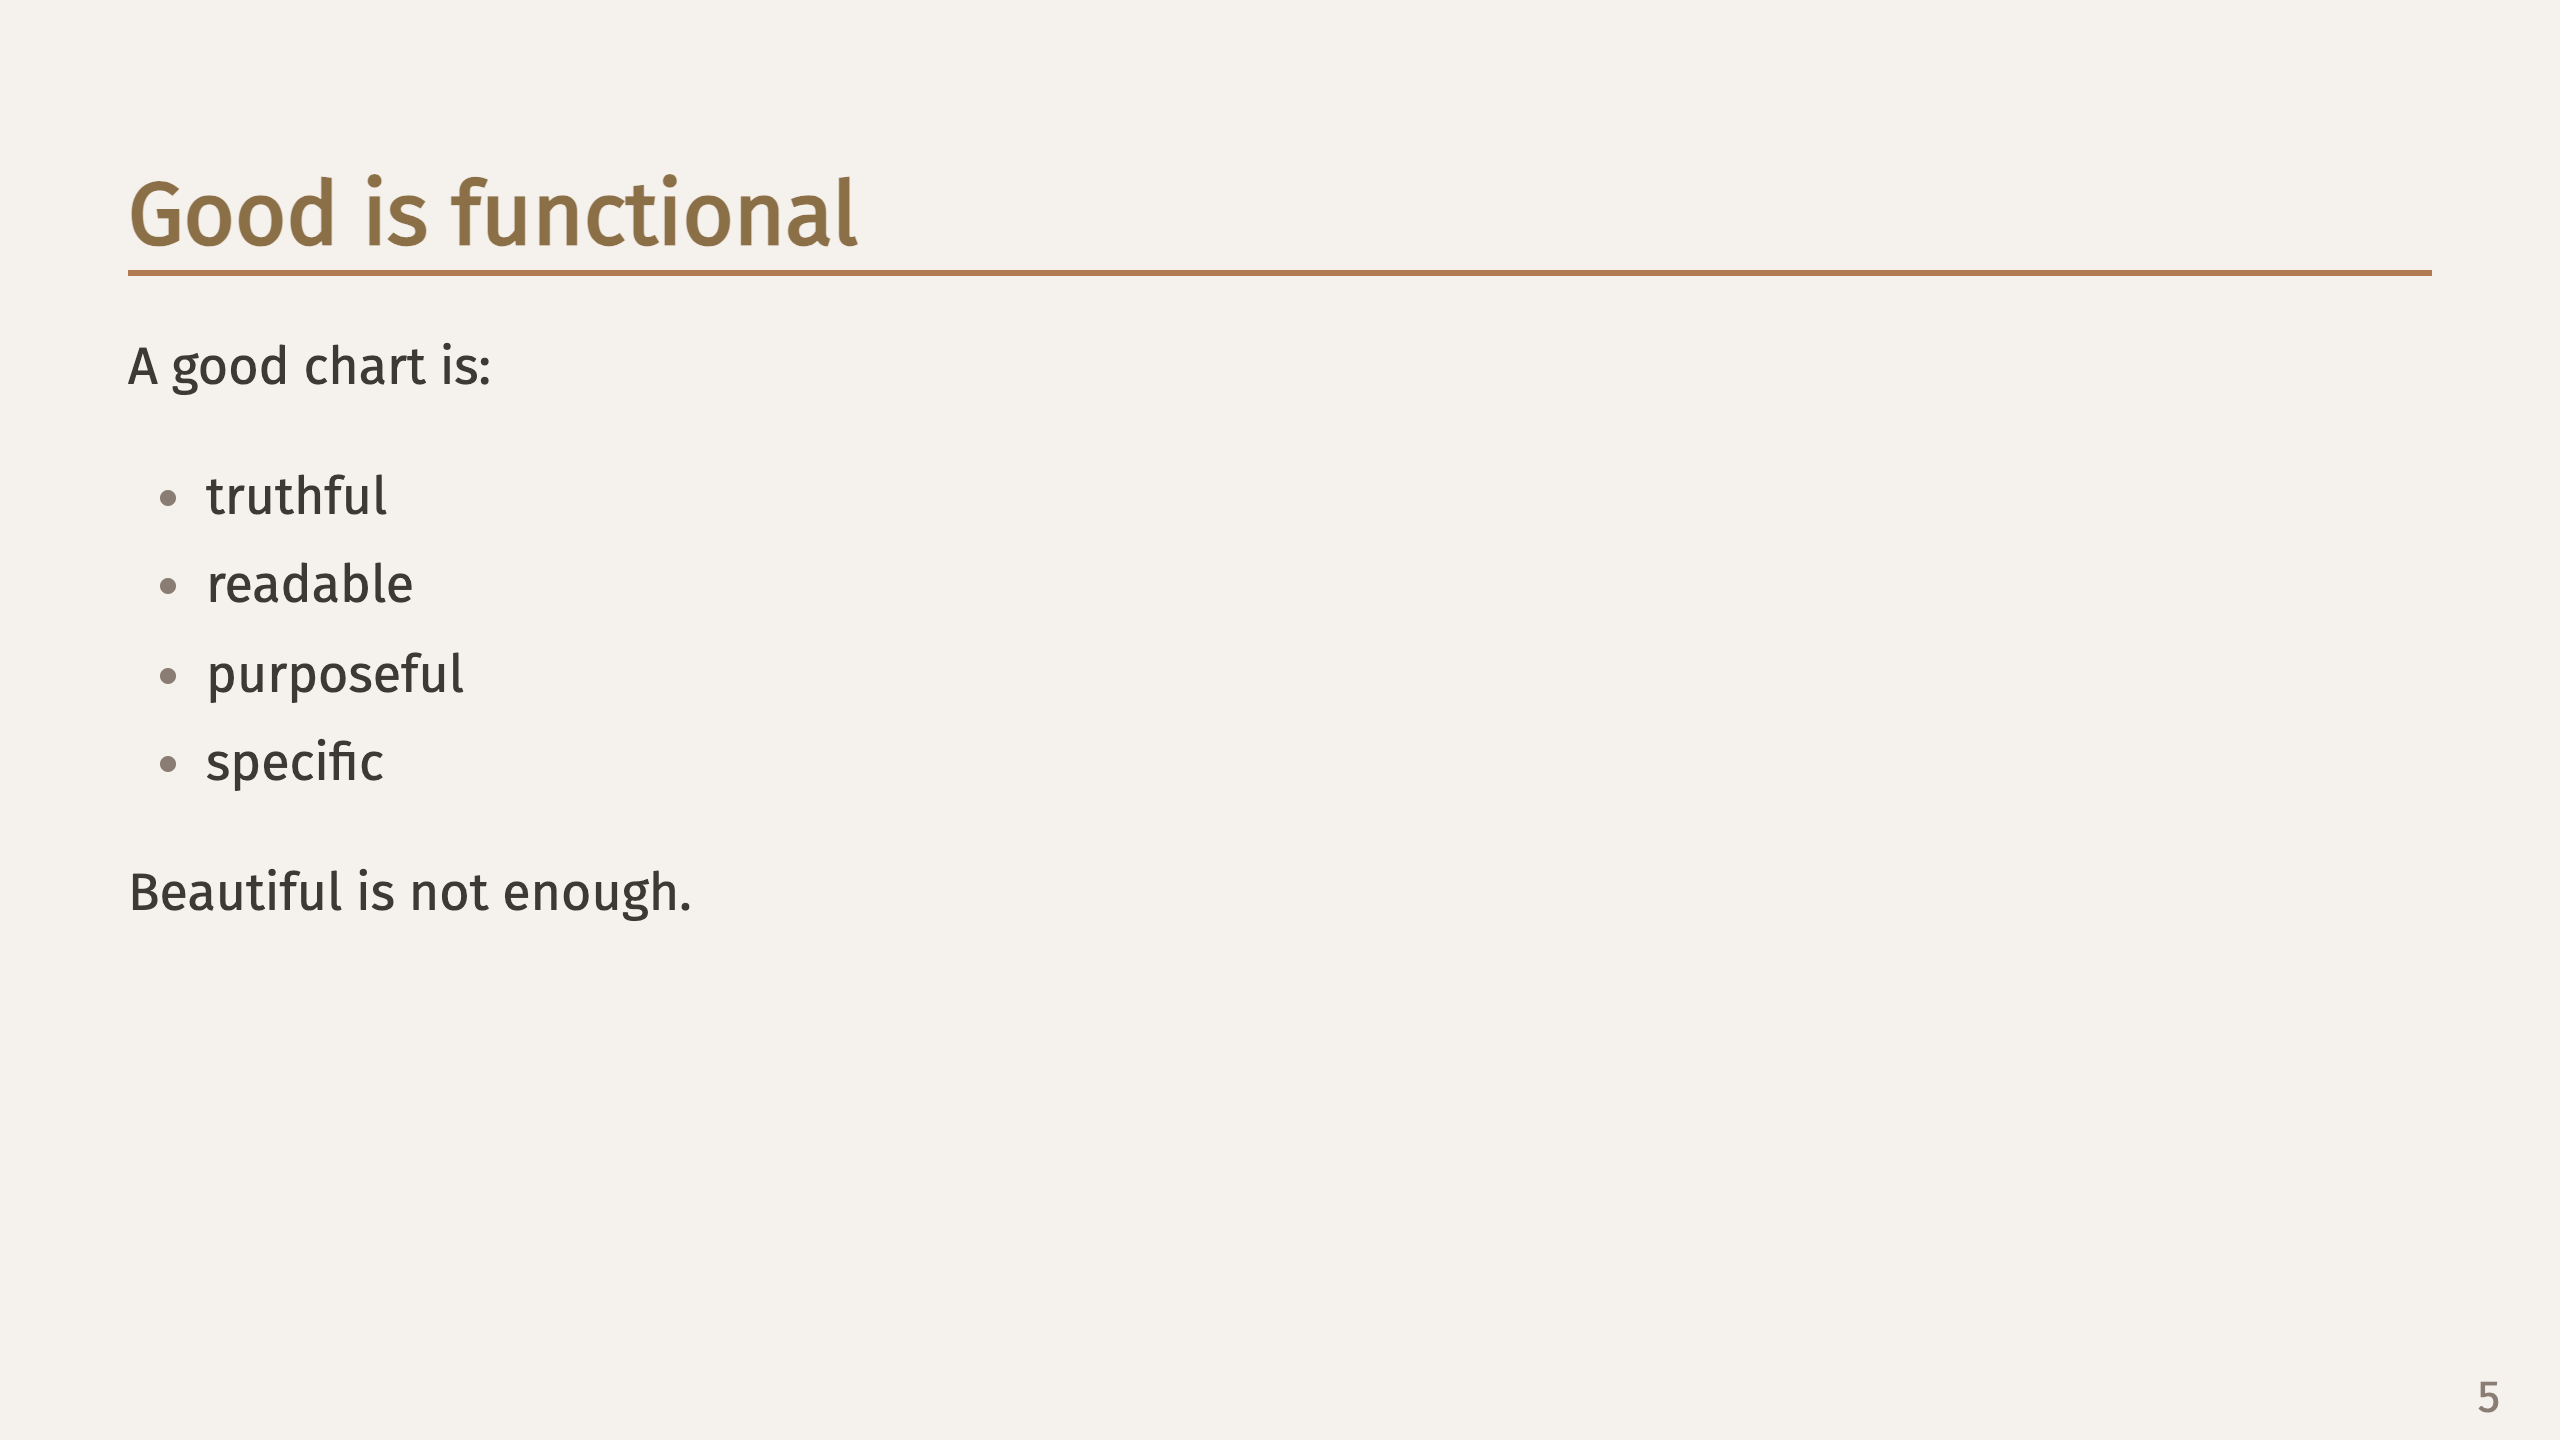 Good is functional
A good chart is:
• truthful
• readable
• purposeful
• specific
Beautiful is not enough.
5